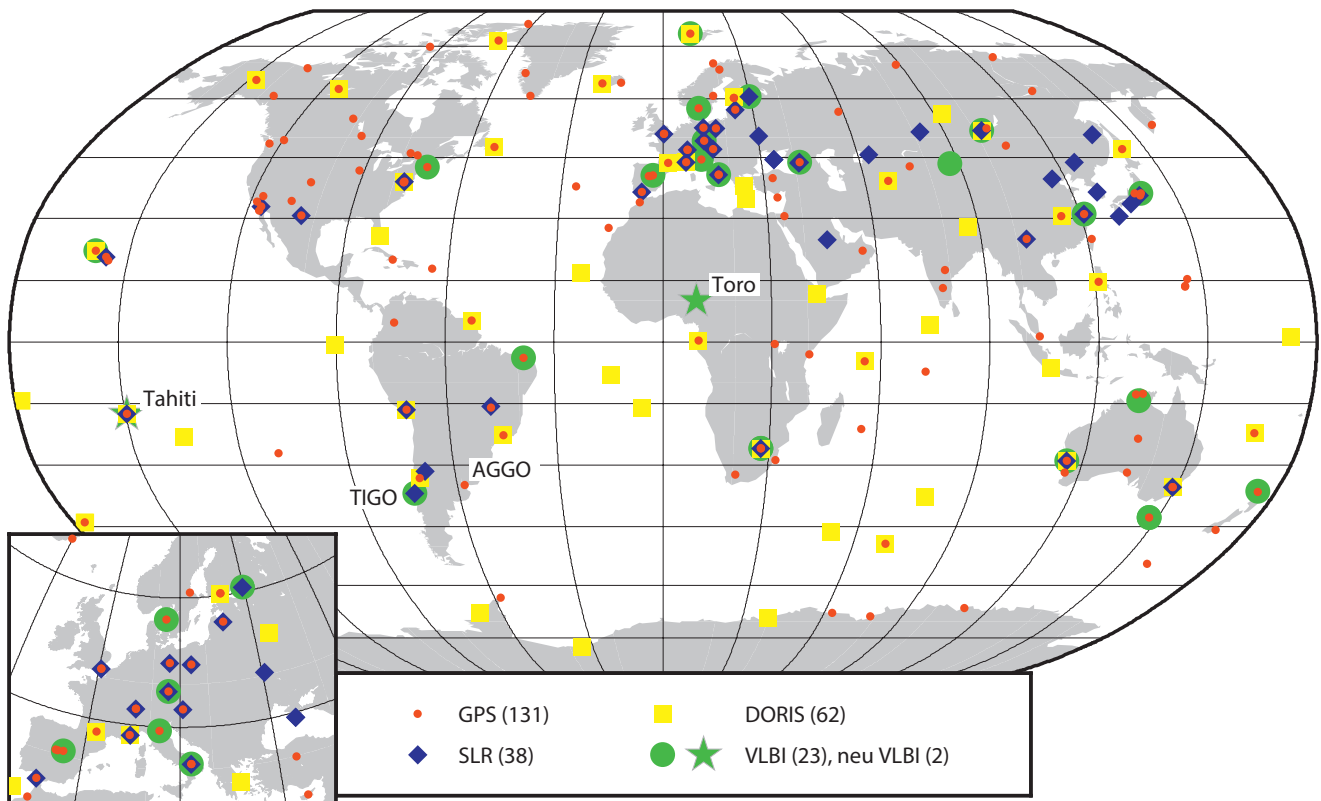 Toro
Tahiti
AGGO
TIGO
GPS (131)
DORIS (62)
SLR (38)
VLBI (23), neu VLBI (2)